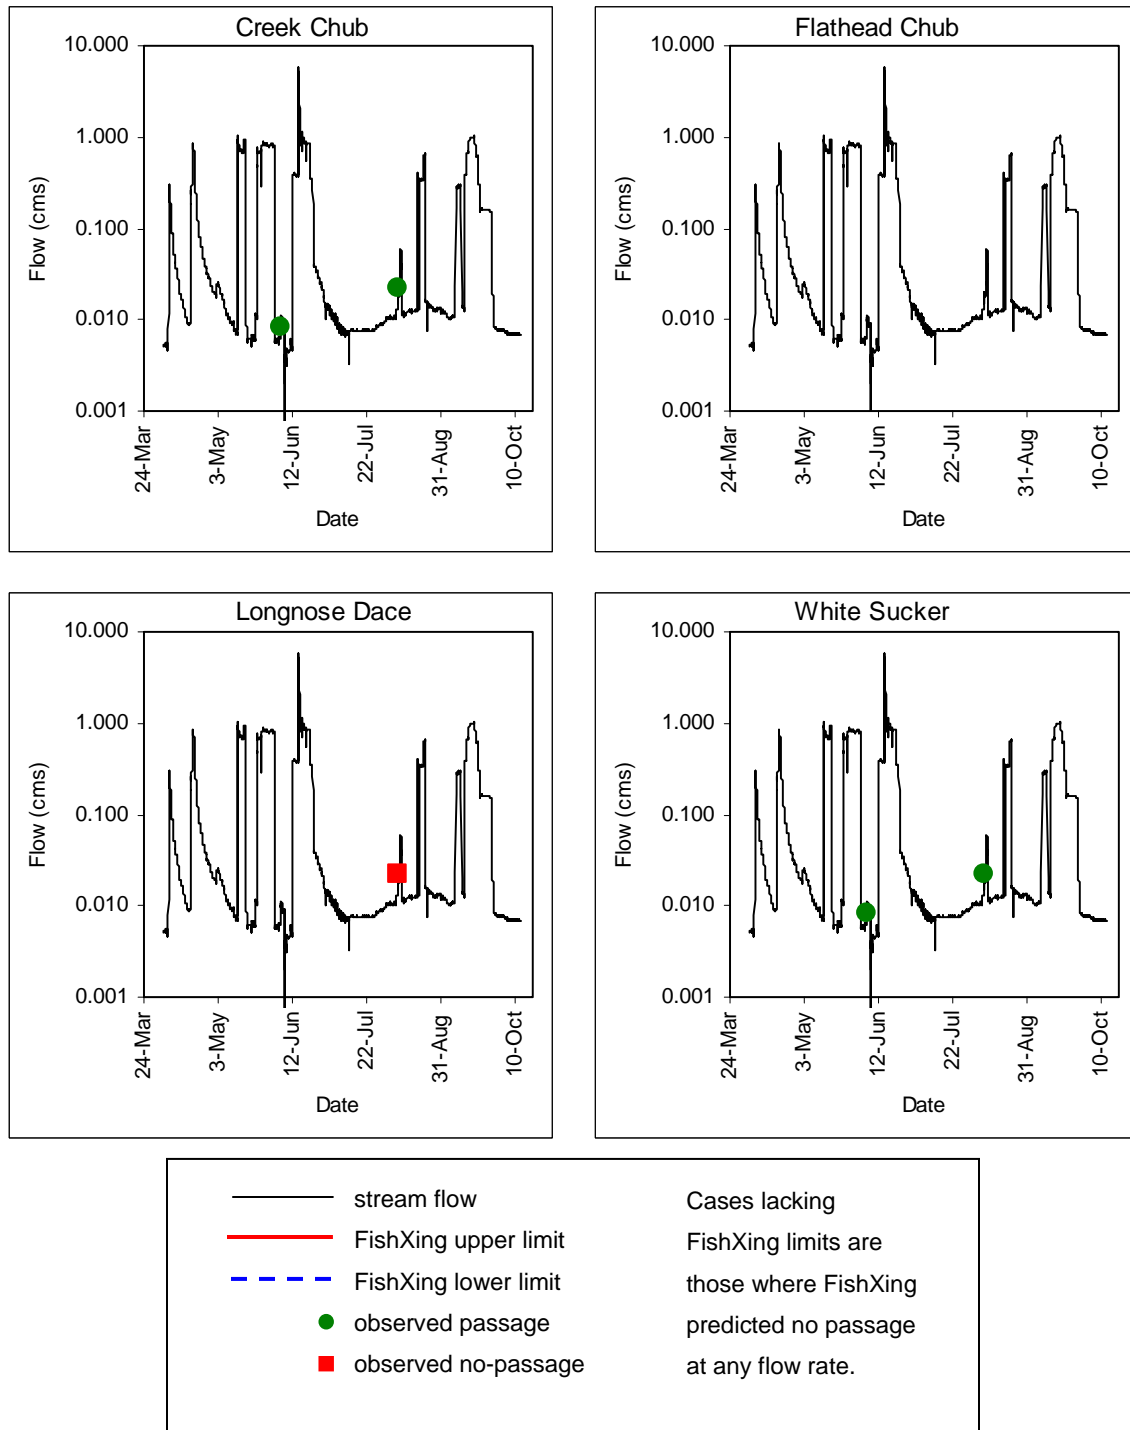 Creek Chub
10.000
1.000
0.100
0.010
0.001
Flow (cms)
24-Mar
3-May
12-Jun
22-Jul
31-Aug
10-Oct
Date
Flathead Chub
10.000
1.000
0.100
0.010
0.001
Flow (cms)
24-Mar
3-May
12-Jun
22-Jul
31-Aug
10-Oct
Date
Longnose Dace
10.000
1.000
0.100
0.010
0.001
Flow (cms)
24-Mar
3-May
12-Jun
22-Jul
31-Aug
10-Oct
Date
White Sucker
10.000
1.000
0.100
0.010
0.001
Flow (cms)
24-Mar
3-May
12-Jun
22-Jul
31-Aug
10-Oct
Date
stream flow
FishXing upper limit
FishXing lower limit
observed passage
observed no-passage
Cases lacking
FishXing limits are
those where FishXing
predicted no passage
at any flow rate.